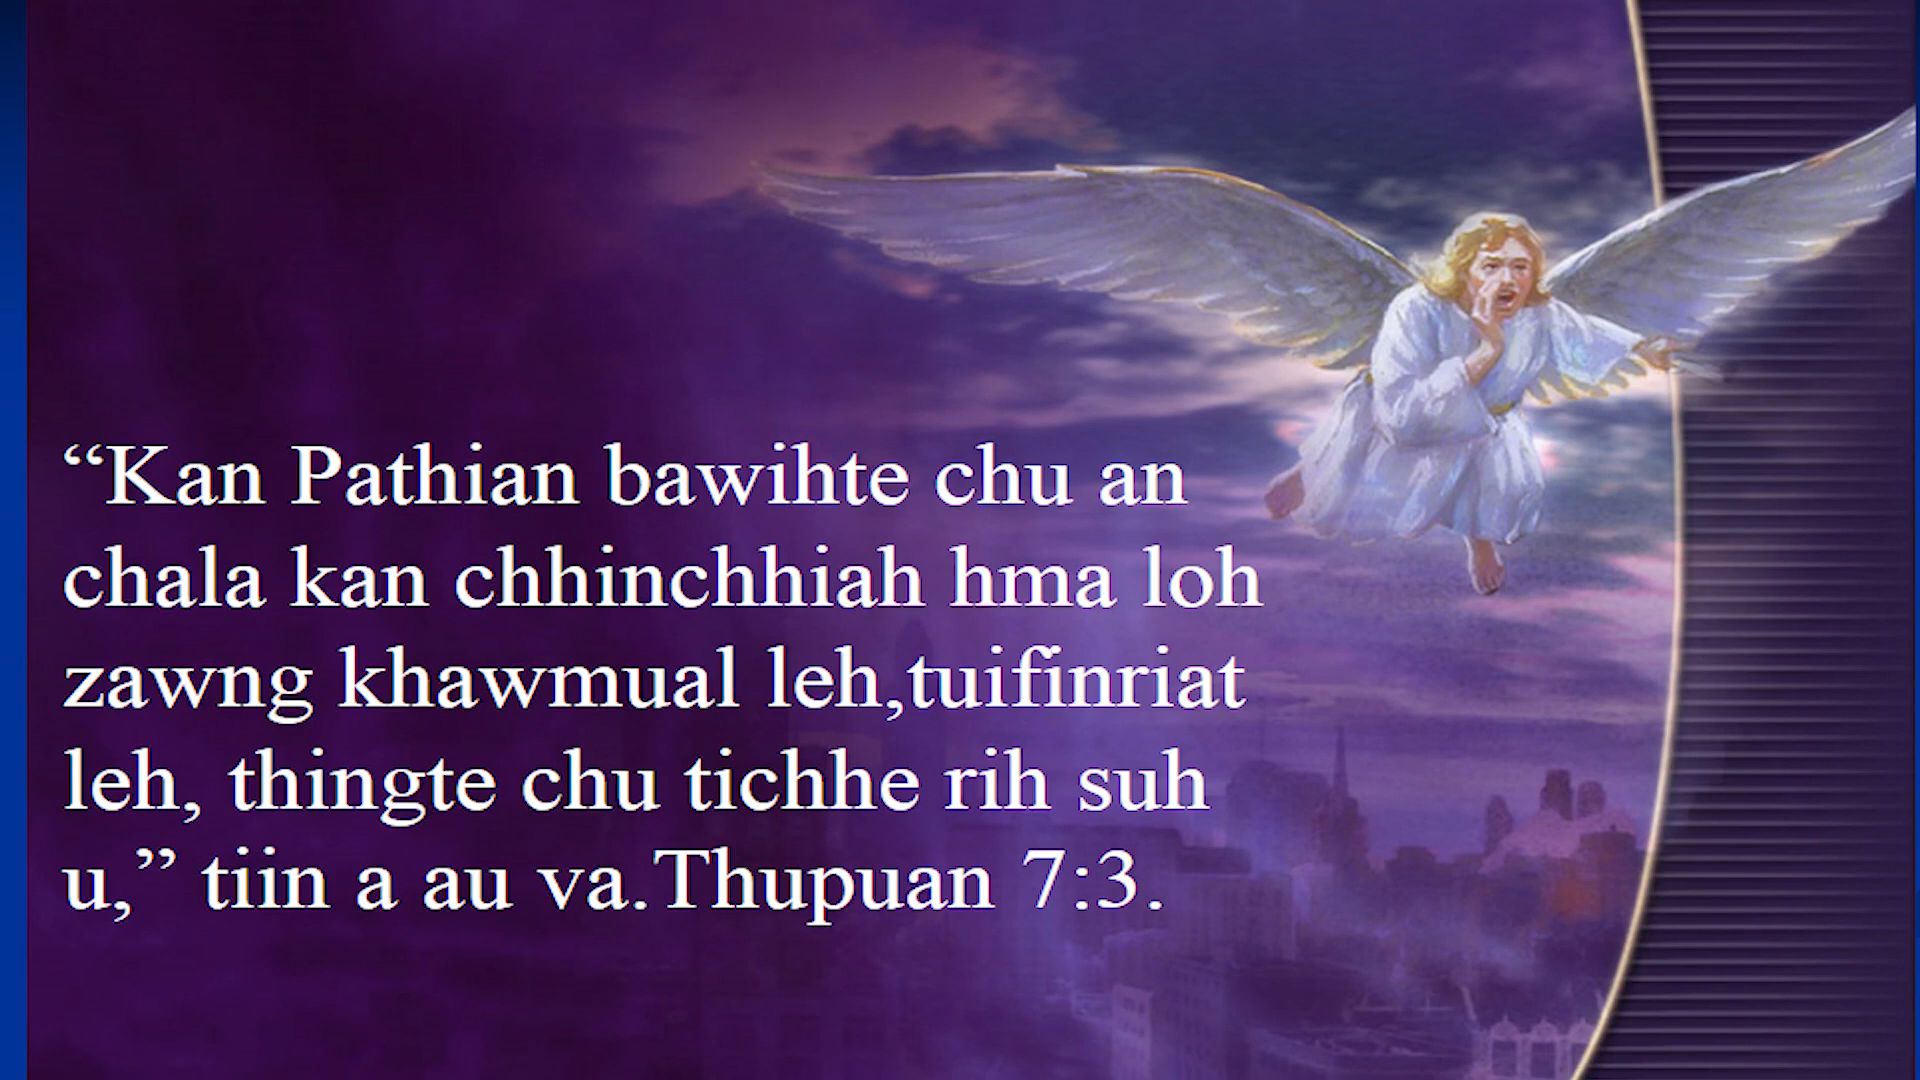 “Kan Pathian bawihte chu an
chala kan chhinchhiah hma loh
zawng khawmual leh,tuifinriat
leh, thingte chu tichhe rih suh
u,” tiin a au va.Thupuan 7:3.